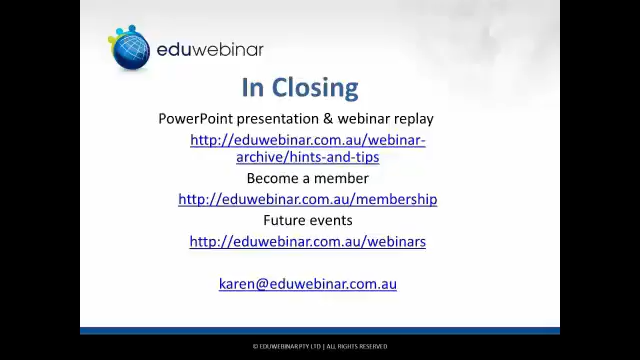 eduwebinar
In Closing
PowerPoint presentation & webinar replay
http://eduwebinar.com.au/webinar-
archive/hints-and-tips
Become a member
http://eduwebinar.com.au/membership
Future events
http://eduwebinar.com.au/webinars
karen@eduwebinar.com.au
© EDUWEBINAR PTY LTD | ALL RIGHTS RESERVED